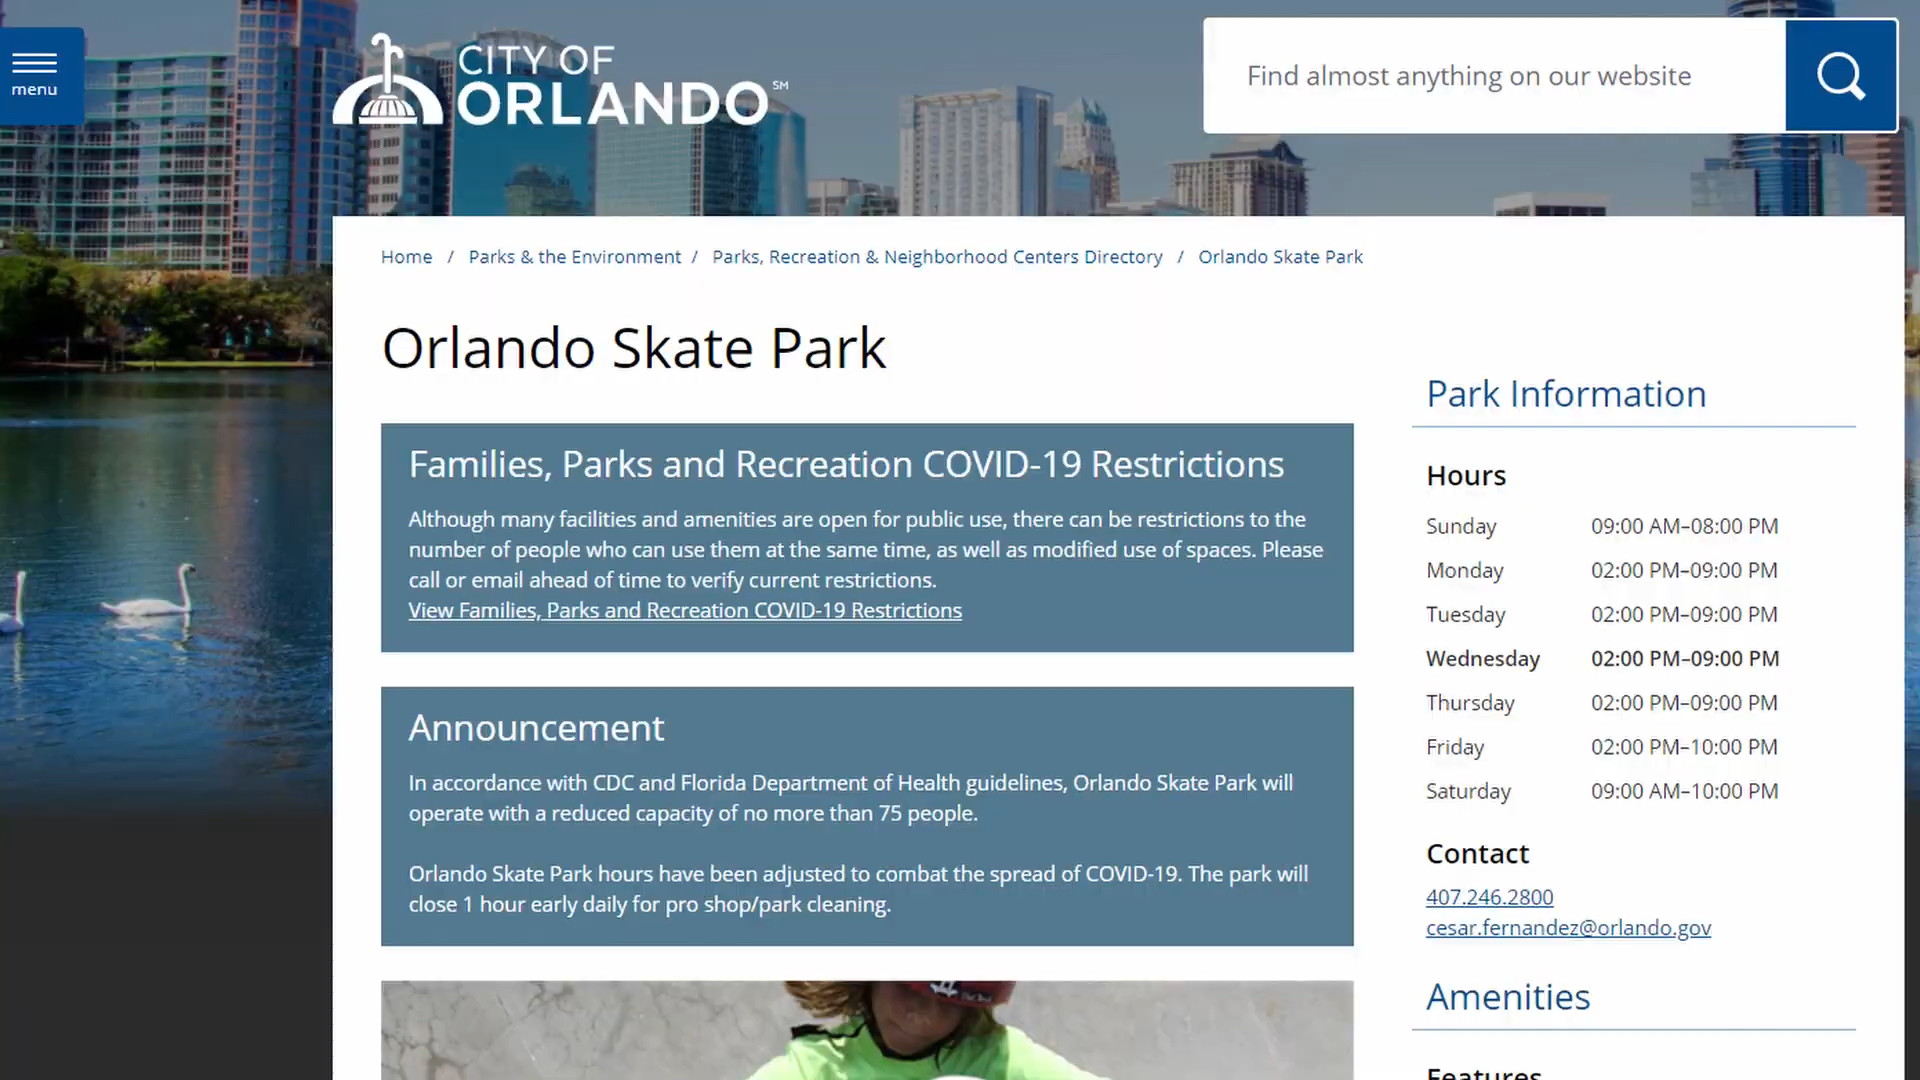 menu
CITY OF
ORLANDO SM
Find almost anything on our website
Home / Parks & the Environment / Parks, Recreation & Neighborhood Centers Directory / Orlando Skate Park
Orlando Skate Park
Families, Parks and Recreation COVID-19 Restrictions
Although many facilities and amenities are open for public use, there can be restrictions to the
number of people who can use them at the same time, as well as modified use of spaces. Please
call or email ahead of time to verify current restrictions.
View Families, Parks and Recreation COVID-19 Restrictions
Announcement
In accordance with CDC and Florida Department of Health guidelines, Orlando Skate Park will
operate with a reduced capacity of no more than 75 people.
Orlando Skate Park hours have been adjusted to combat the spread of COVID-19. The park will
close 1 hour early daily for pro shop/park cleaning.
Park Information
Hours
Sunday 09:00 AM–08:00 PM
Monday 02:00 PM–09:00 PM
Tuesday 02:00 PM–09:00 PM
Wednesday 02:00 PM–09:00 PM
Thursday 02:00 PM–09:00 PM
Friday 02:00 PM–10:00 PM
Saturday 09:00 AM–10:00 PM
Contact
407.246.2800
cesar.fernandez@orlando.gov
Amenities
Features